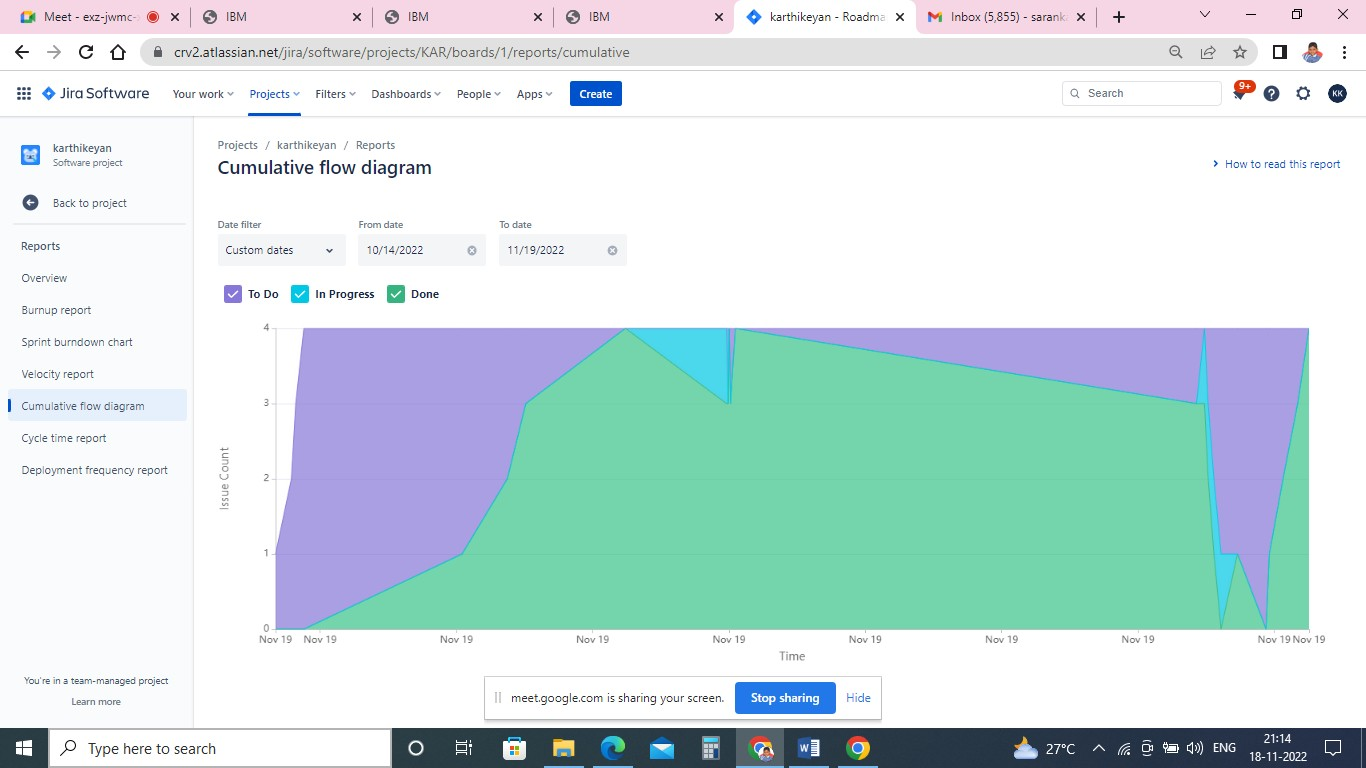 Meet - exz-jwmc-
IBM
IBM
IBM
karthikeyan - Roadma
Inbox (5,855) - sarank
crv2.atlassian.net/jira/software/projects/KAR/boards/1/reports/cumulative
Jira Software
Your work
Projects
Filters
Dashboards
People
Apps
Create
Search
9+
KK
karthikeyan
Software project
Back to project
Reports
Overview
Burnup report
Sprint burndown chart
Velocity report
Cumulative flow diagram
Cycle time report
Deployment frequency report
You're in a team-managed project
Learn more
Projects / karthikeyan / Reports
Cumulative flow diagram
How to read this report
Date filter
From date
To date
Custom dates
10/14/2022
11/19/2022
To Do
In Progress
Done
4
3
2
1
0
Issue Count
Nov 19 Nov 19 Nov 19 Nov 19 Nov 19 Nov 19 Nov 19 Nov 19 Nov 19 Nov 19
Time
meet.google.com is sharing your screen.
Stop sharing
Hide
Type here to search
27°C
ENG
21:14
18-11-2022